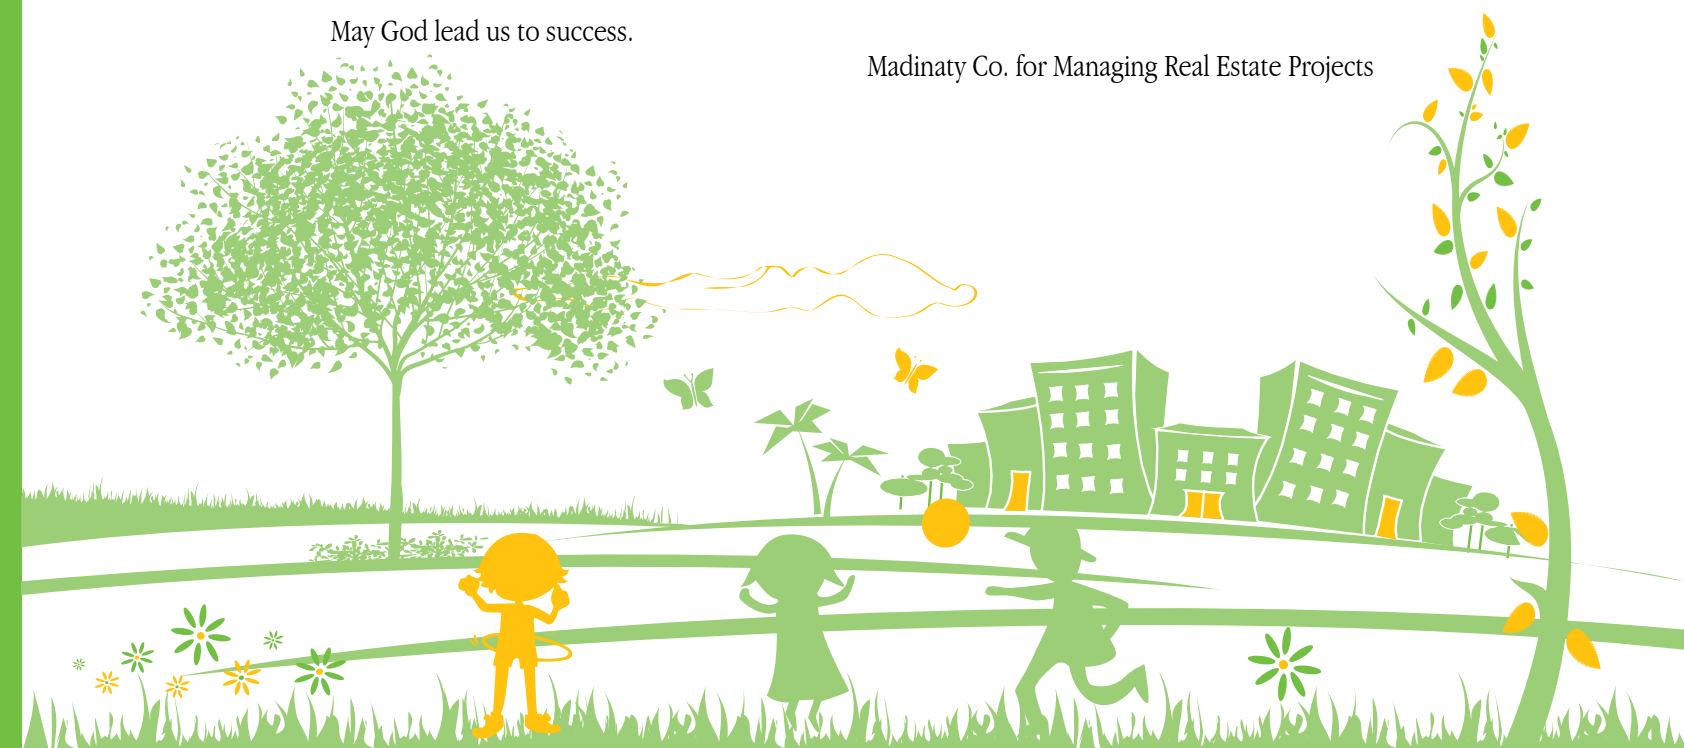 May God lead us to success.
Madinaty Co. for Managing Real Estate Projects